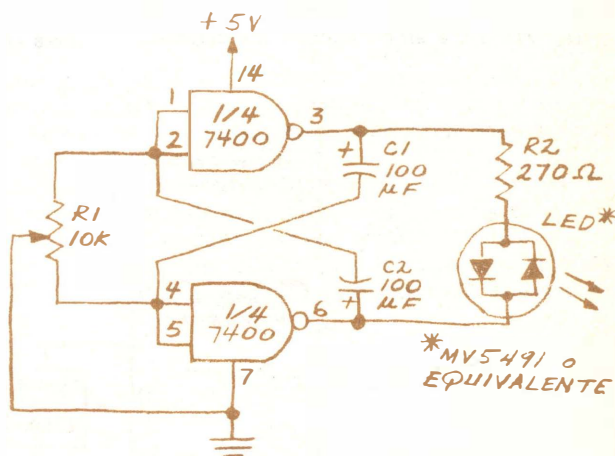 +5V
14
1
1/4
7400
3
2
+
C1
100
µF
R2
270Ω
R1
10K
LED*
4
1/4
7400
6
5
C2
100
µF
+
7
*MV5491 o
EQUIVALENTE